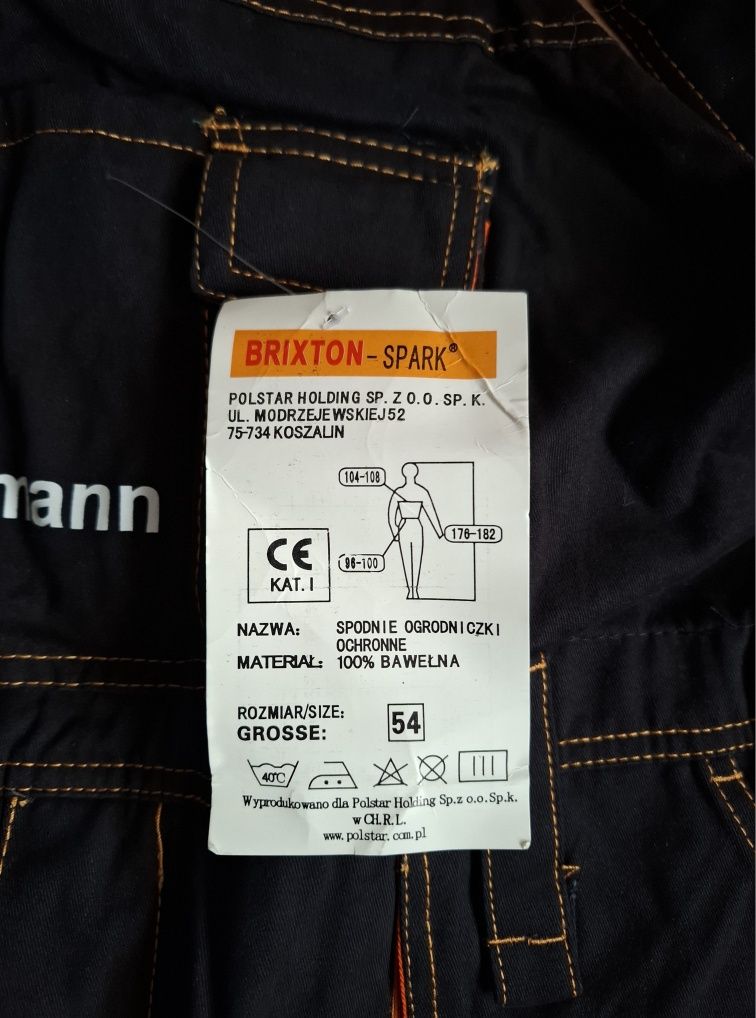 BRIXTON - SPARK®
POLSTAR HOLDING SP. Z O.O. SP. K.
UL. MODRZEJEWSKIEJ 52
75-734 KOSZALIN
104-108
mann
176-182
CE
96-100
KAT. I
NAZWA: SPODNIE OGRODNICZKI
OCHRONNE
MATERIAŁ: 100% BAWEŁNA
ROZMIAR/SIZE:
GROSSE: 54
40°C
Wyprodukowano dla Polstar Holding Sp.z o.o.Sp.k.
w CH.R.L.
www.polstar.com.pl